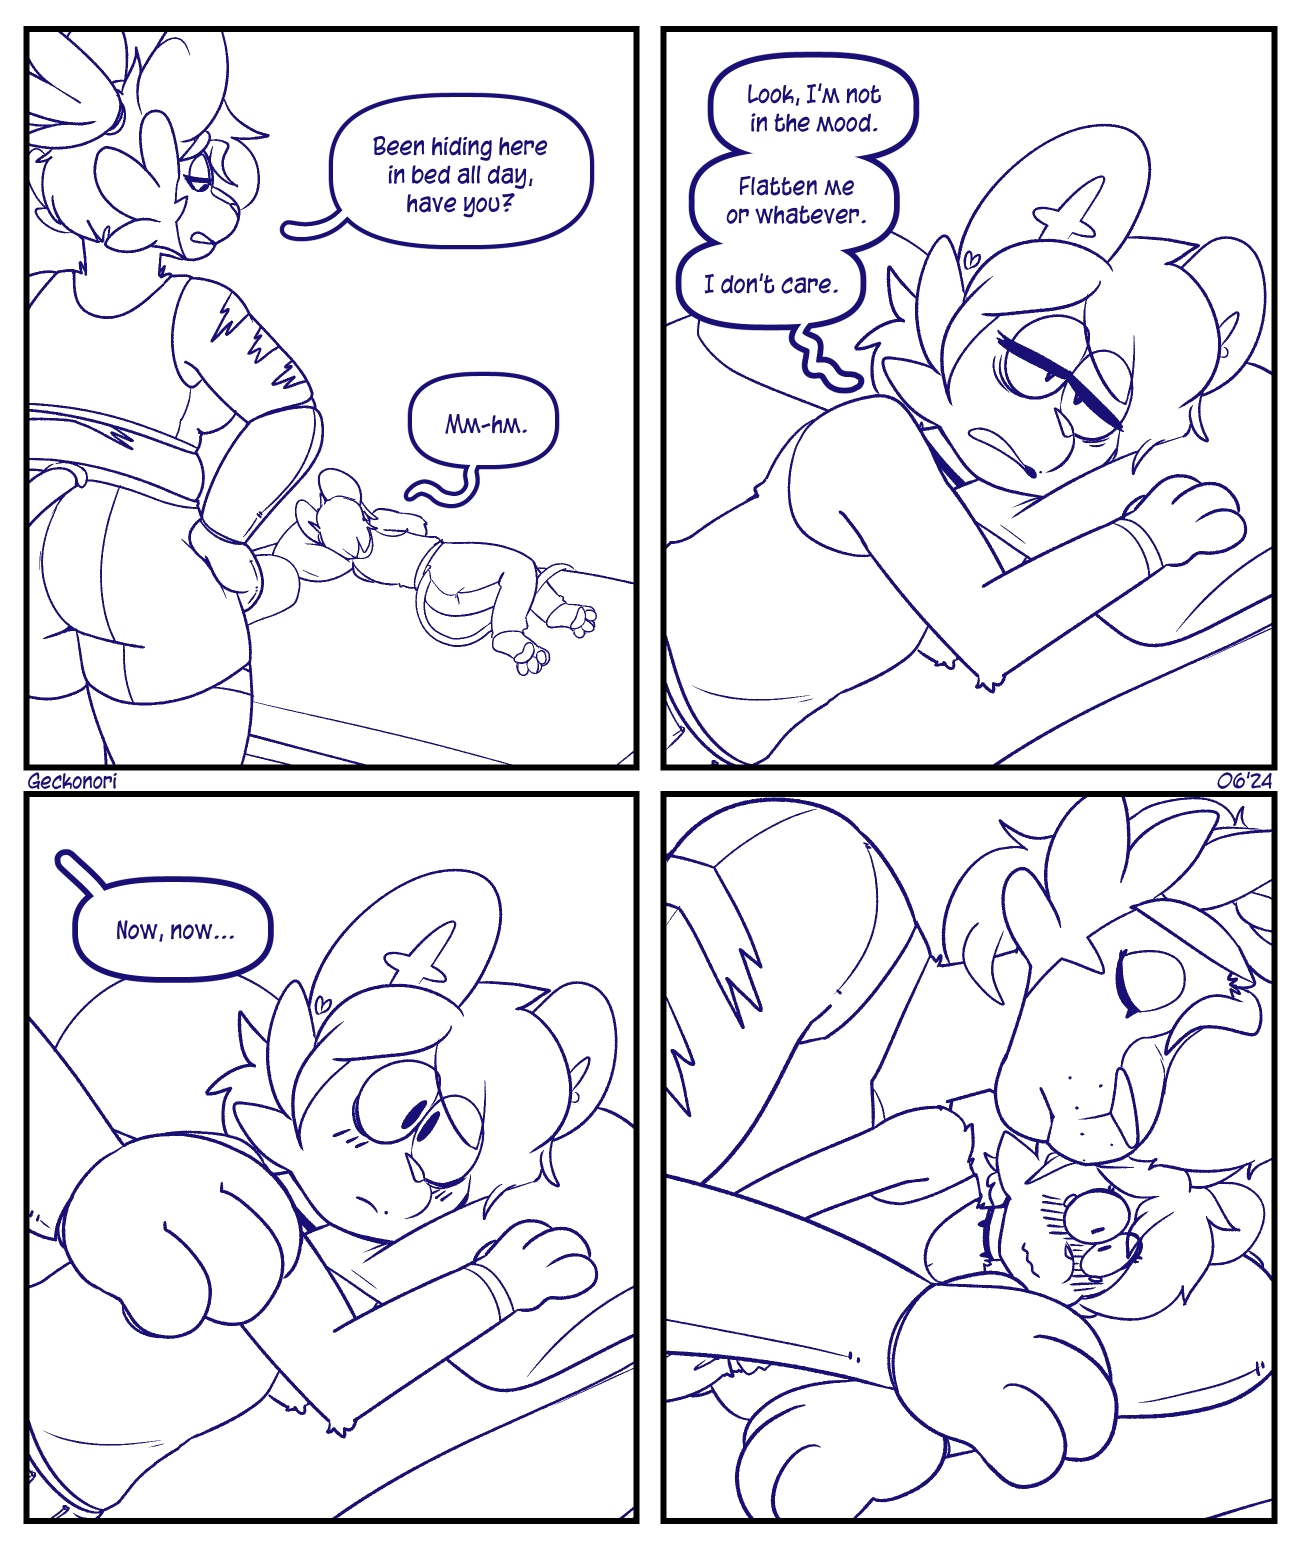 Been hiding here
in bed all day,
have you?
Mm-hm.
Look, I'm not
in the mood.
Flatten me
or whatever.
I don't care.
Geckonori
06'24
Now, now...